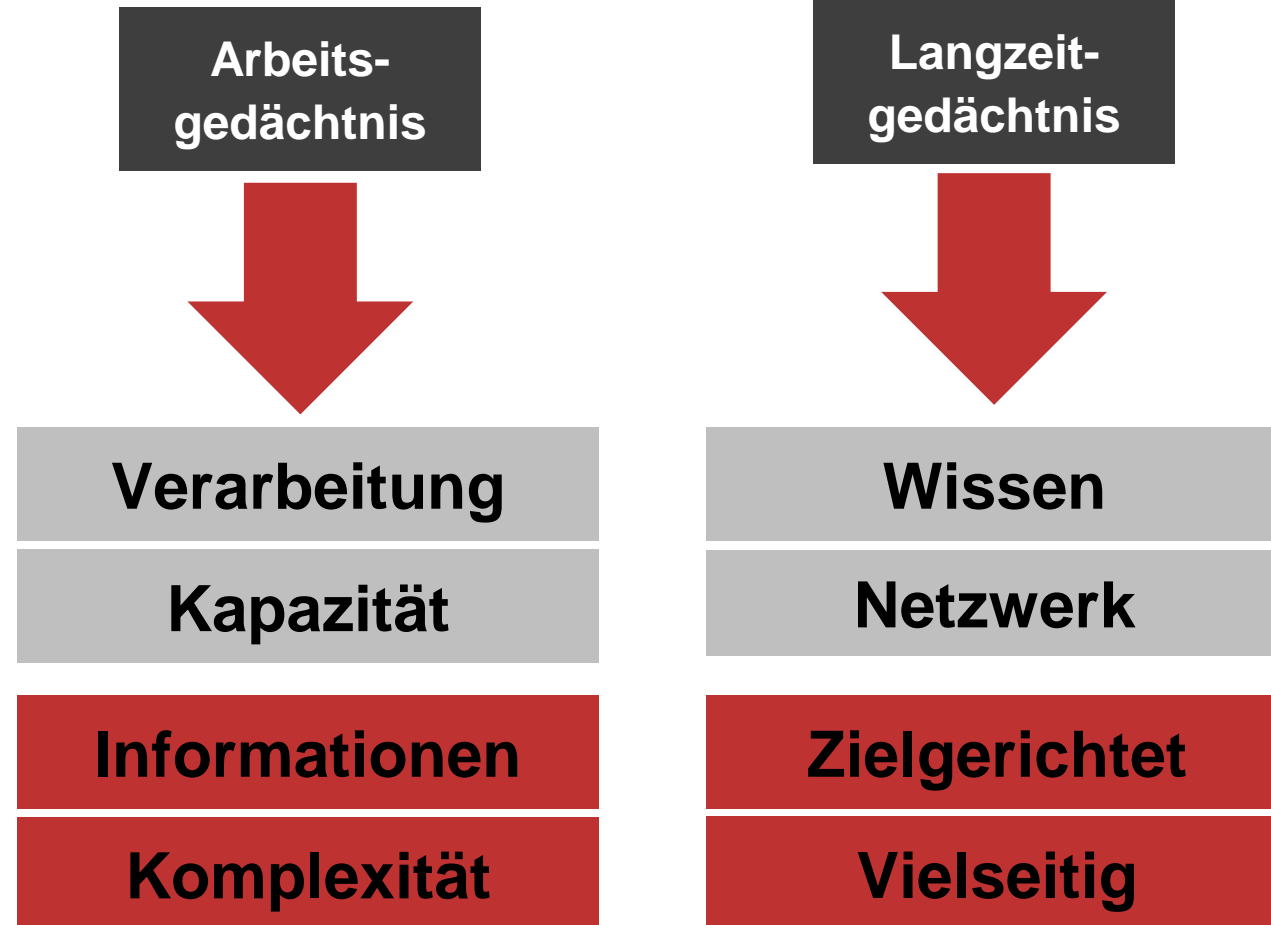 Arbeits-
gedächtnis
Verarbeitung
Kapazität
Informationen
Komplexität
Langzeit-
gedächtnis
Wissen
Netzwerk
Zielgerichtet
Vielseitig